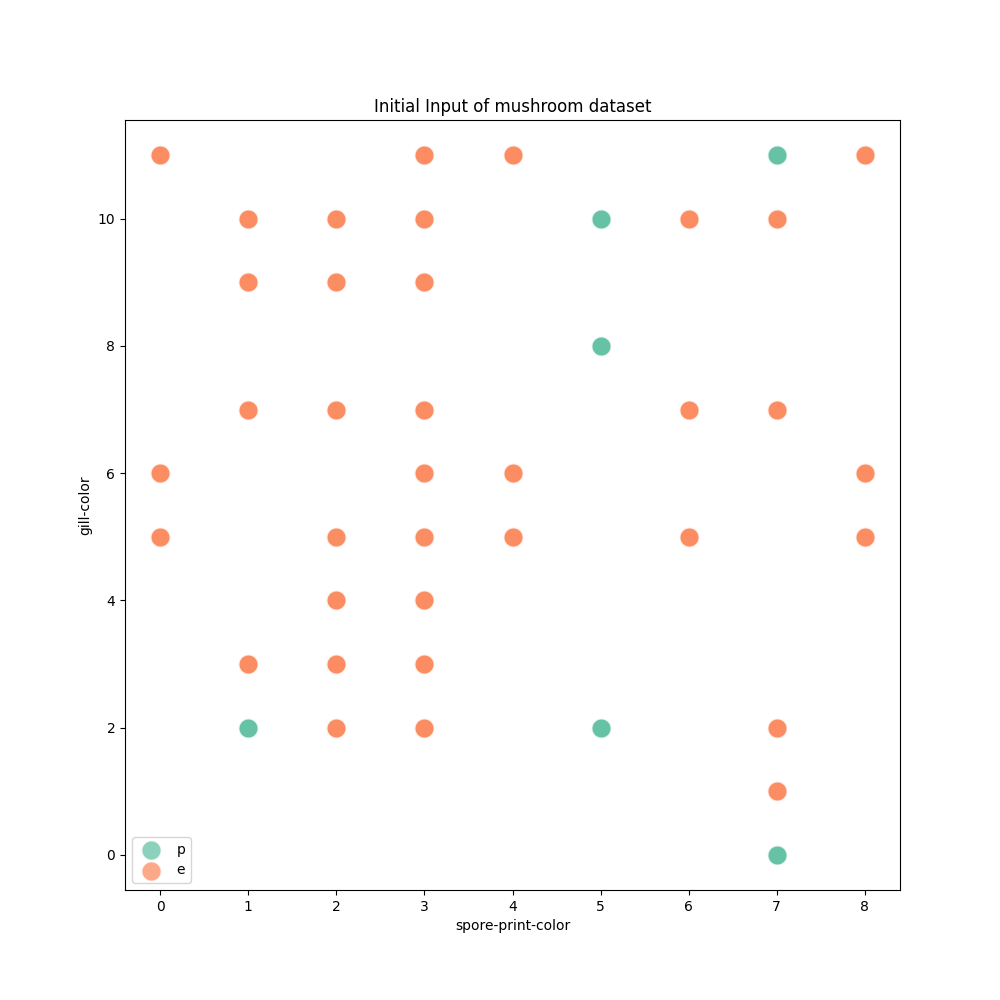 Initial Input of mushroom dataset
10
8
6
4
2
0
gill-color
p
e
0 1 2 3 4 5 6 7 8
spore-print-color